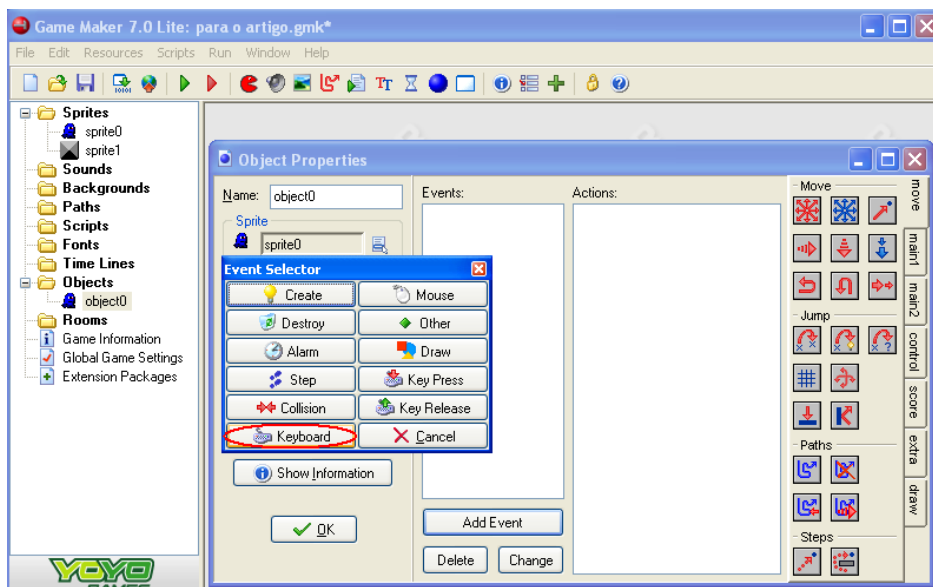 Game Maker 7.0 Lite: para o artigo.gmk*
File Edit Resources Scripts Run Window Help
Sprites
sprite0
sprite1
Sounds
Backgrounds
Paths
Scripts
Fonts
Time Lines
Objects
object0
Rooms
Game Information
Global Game Settings
Extension Packages
YOYO
GAMES
Object Properties
Name: object0
Sprite
sprite0
Event Selector
Create Mouse
Destroy Other
Alarm Draw
Step Key Press
Collision Key Release
Keyboard Cancel
Show Information
OK
Events:
Add Event
Delete Change
Actions:
Move
Jump
Paths
Steps
move
main1
main2
control
score
extra
draw